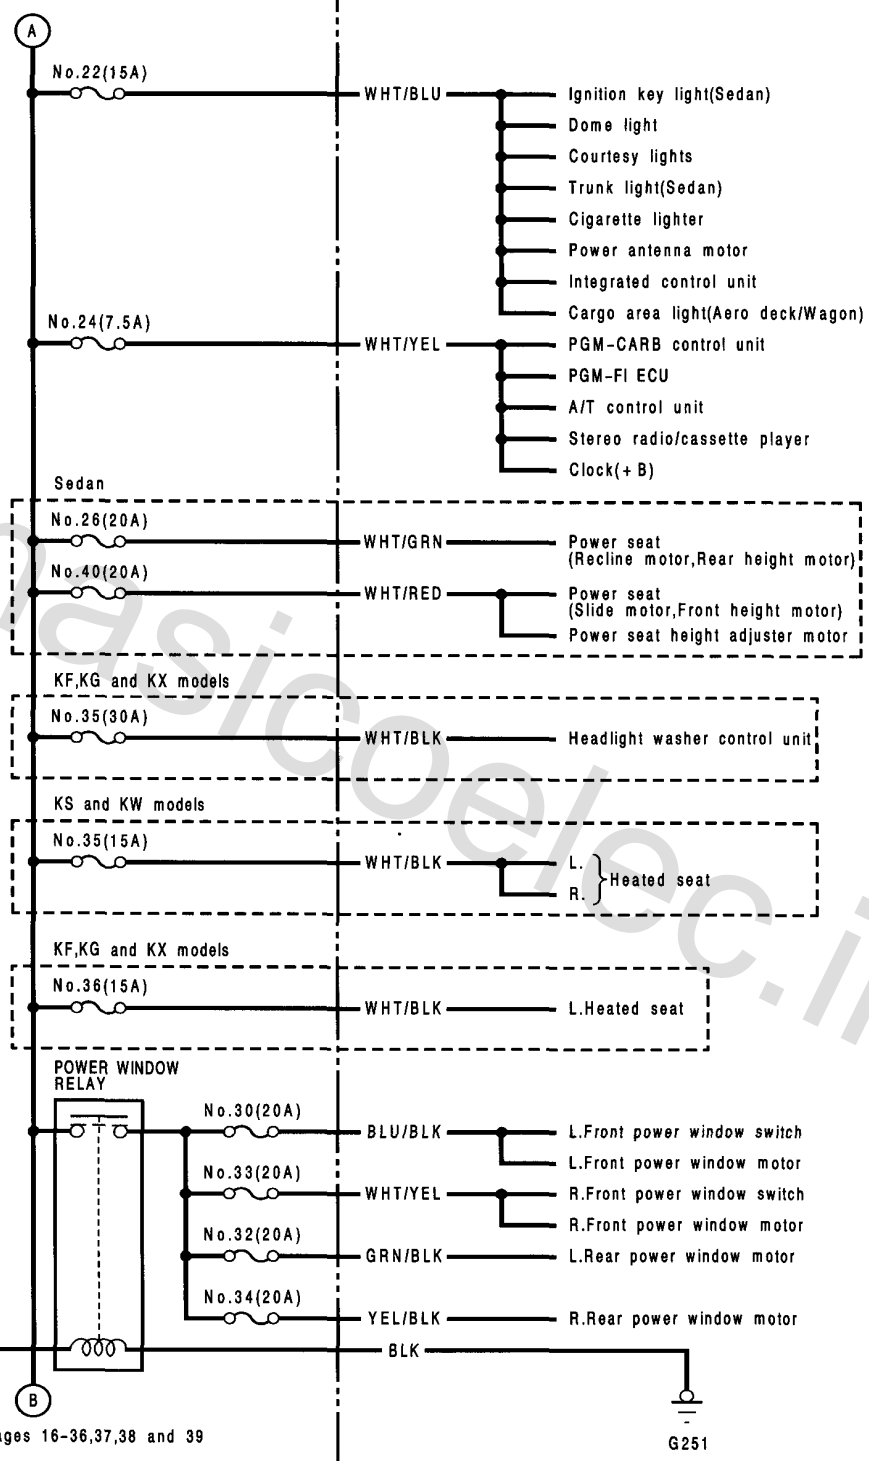 A
No.22(15A)
WHT/BLU
Ignition key light(Sedan)
Dome light
Courtesy lights
Trunk light(Sedan)
Cigarette lighter
Power antenna motor
Integrated control unit
Cargo area light(Aero deck/Wagon)
No.24(7.5A)
WHT/YEL
PGM-CARB control unit
PGM-FI ECU
A/T control unit
Stereo radio/cassette player
Clock(+B)
Sedan
No.26(20A)
WHT/GRN
Power seat
(Recline motor,Rear height motor)
No.40(20A)
WHT/RED
Power seat
(Slide motor,Front height motor)
Power seat height adjuster motor
KF,KG and KX models
No.35(30A)
WHT/BLK
Headlight washer control unit
KS and KW models
No.35(15A)
WHT/BLK
L.
R.
Heated seat
KF,KG and KX models
No.36(15A)
WHT/BLK
L.Heated seat
POWER WINDOW
RELAY
No.30(20A)
BLU/BLK
L.Front power window switch
L.Front power window motor
No.33(20A)
WHT/YEL
R.Front power window switch
R.Front power window motor
No.32(20A)
GRN/BLK
L.Rear power window motor
No.34(20A)
YEL/BLK
R.Rear power window motor
BLK
B
G251
ages 16-36,37,38 and 39
masicoelec.i